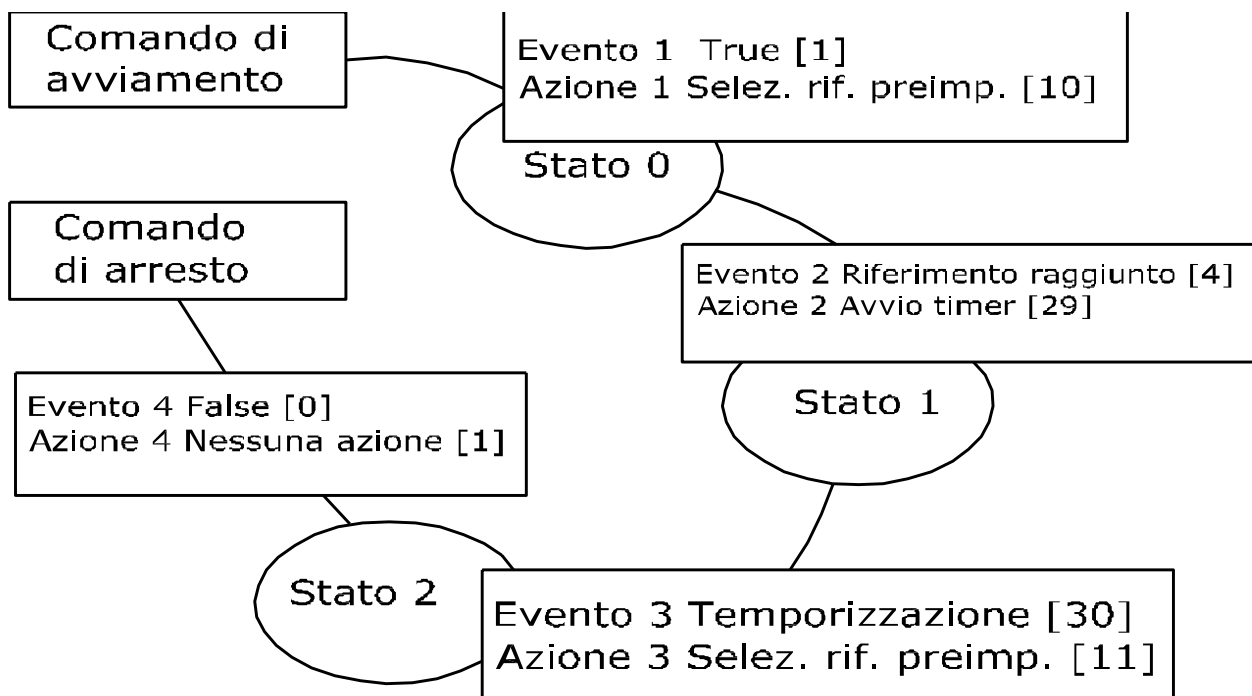 Comando di
avviamento
Evento 1 True [1]
Azione 1 Selez. rif. preimp. [10]
Stato 0
Comando
di arresto
Evento 2 Riferimento raggiunto [4]
Azione 2 Avvio timer [29]
Stato 1
Evento 4 False [0]
Azione 4 Nessuna azione [1]
Stato 2
Evento 3 Temporizzazione [30]
Azione 3 Selez. rif. preimp. [11]